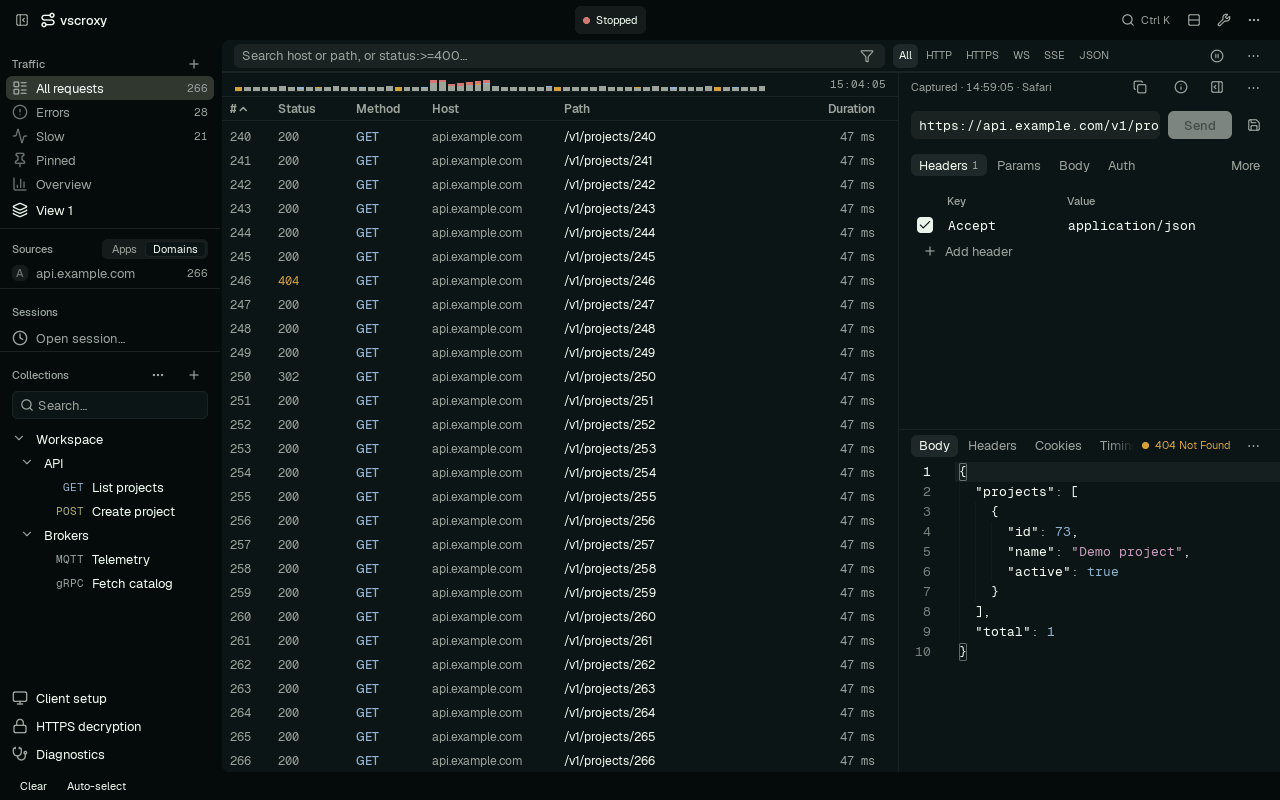 vscroxy
Stopped
Ctrl K
Traffic
All requests 266
Errors 28
Slow 21
Pinned
Overview
View 1
Sources Apps Domains
A api.example.com 266
Sessions
Open session…
Collections
Search…
Workspace
API
GET List projects
POST Create project
Brokers
MQTT Telemetry
gRPC Fetch catalog
Client setup
HTTPS decryption
Diagnostics
Clear Auto-select
Search host or path, or status:>=400…
All HTTP HTTPS WS SSE JSON
15:04:05
# Status Method Host Path Duration
240 200 GET api.example.com /v1/projects/240 47 ms
241 200 GET api.example.com /v1/projects/241 47 ms
242 200 GET api.example.com /v1/projects/242 47 ms
243 200 GET api.example.com /v1/projects/243 47 ms
244 200 GET api.example.com /v1/projects/244 47 ms
245 200 GET api.example.com /v1/projects/245 47 ms
246 404 GET api.example.com /v1/projects/246 47 ms
247 200 GET api.example.com /v1/projects/247 47 ms
248 200 GET api.example.com /v1/projects/248 47 ms
249 200 GET api.example.com /v1/projects/249 47 ms
250 302 GET api.example.com /v1/projects/250 47 ms
251 200 GET api.example.com /v1/projects/251 47 ms
252 200 GET api.example.com /v1/projects/252 47 ms
253 200 GET api.example.com /v1/projects/253 47 ms
254 200 GET api.example.com /v1/projects/254 47 ms
255 200 GET api.example.com /v1/projects/255 47 ms
256 200 GET api.example.com /v1/projects/256 47 ms
257 200 GET api.example.com /v1/projects/257 47 ms
258 200 GET api.example.com /v1/projects/258 47 ms
259 200 GET api.example.com /v1/projects/259 47 ms
260 200 GET api.example.com /v1/projects/260 47 ms
261 200 GET api.example.com /v1/projects/261 47 ms
262 200 GET api.example.com /v1/projects/262 47 ms
263 200 GET api.example.com /v1/projects/263 47 ms
264 200 GET api.example.com /v1/projects/264 47 ms
265 200 GET api.example.com /v1/projects/265 47 ms
266 200 GET api.example.com /v1/projects/266 47 ms
Captured · 14:59:05 · Safari
https://api.example.com/v1/pro Send
Headers 1 Params Body Auth More
Key Value
Accept application/json
Add header
Body Headers Cookies Timin 404 Not Found
1 {
2 "projects": [
3 {
4 "id": 73,
5 "name": "Demo project",
6 "active": true
7 }
8 ],
9 "total": 1
10 }